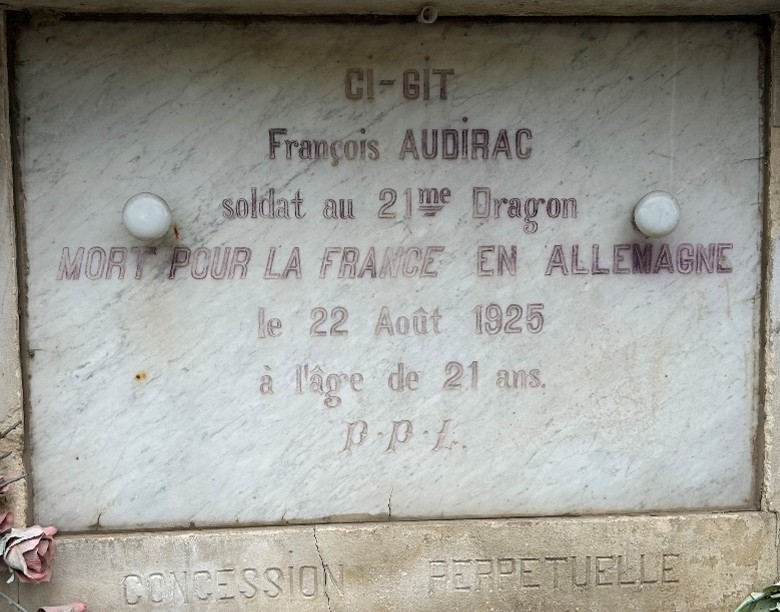 CI-GIT
François AUDIRAC
soldat au 21me Dragon
MORT POUR LA FRANCE EN ALLEMAGNE
le 22 Août 1925
à l'âge de 21 ans.
P.P.L.
CONCESSION PERPETUELLE